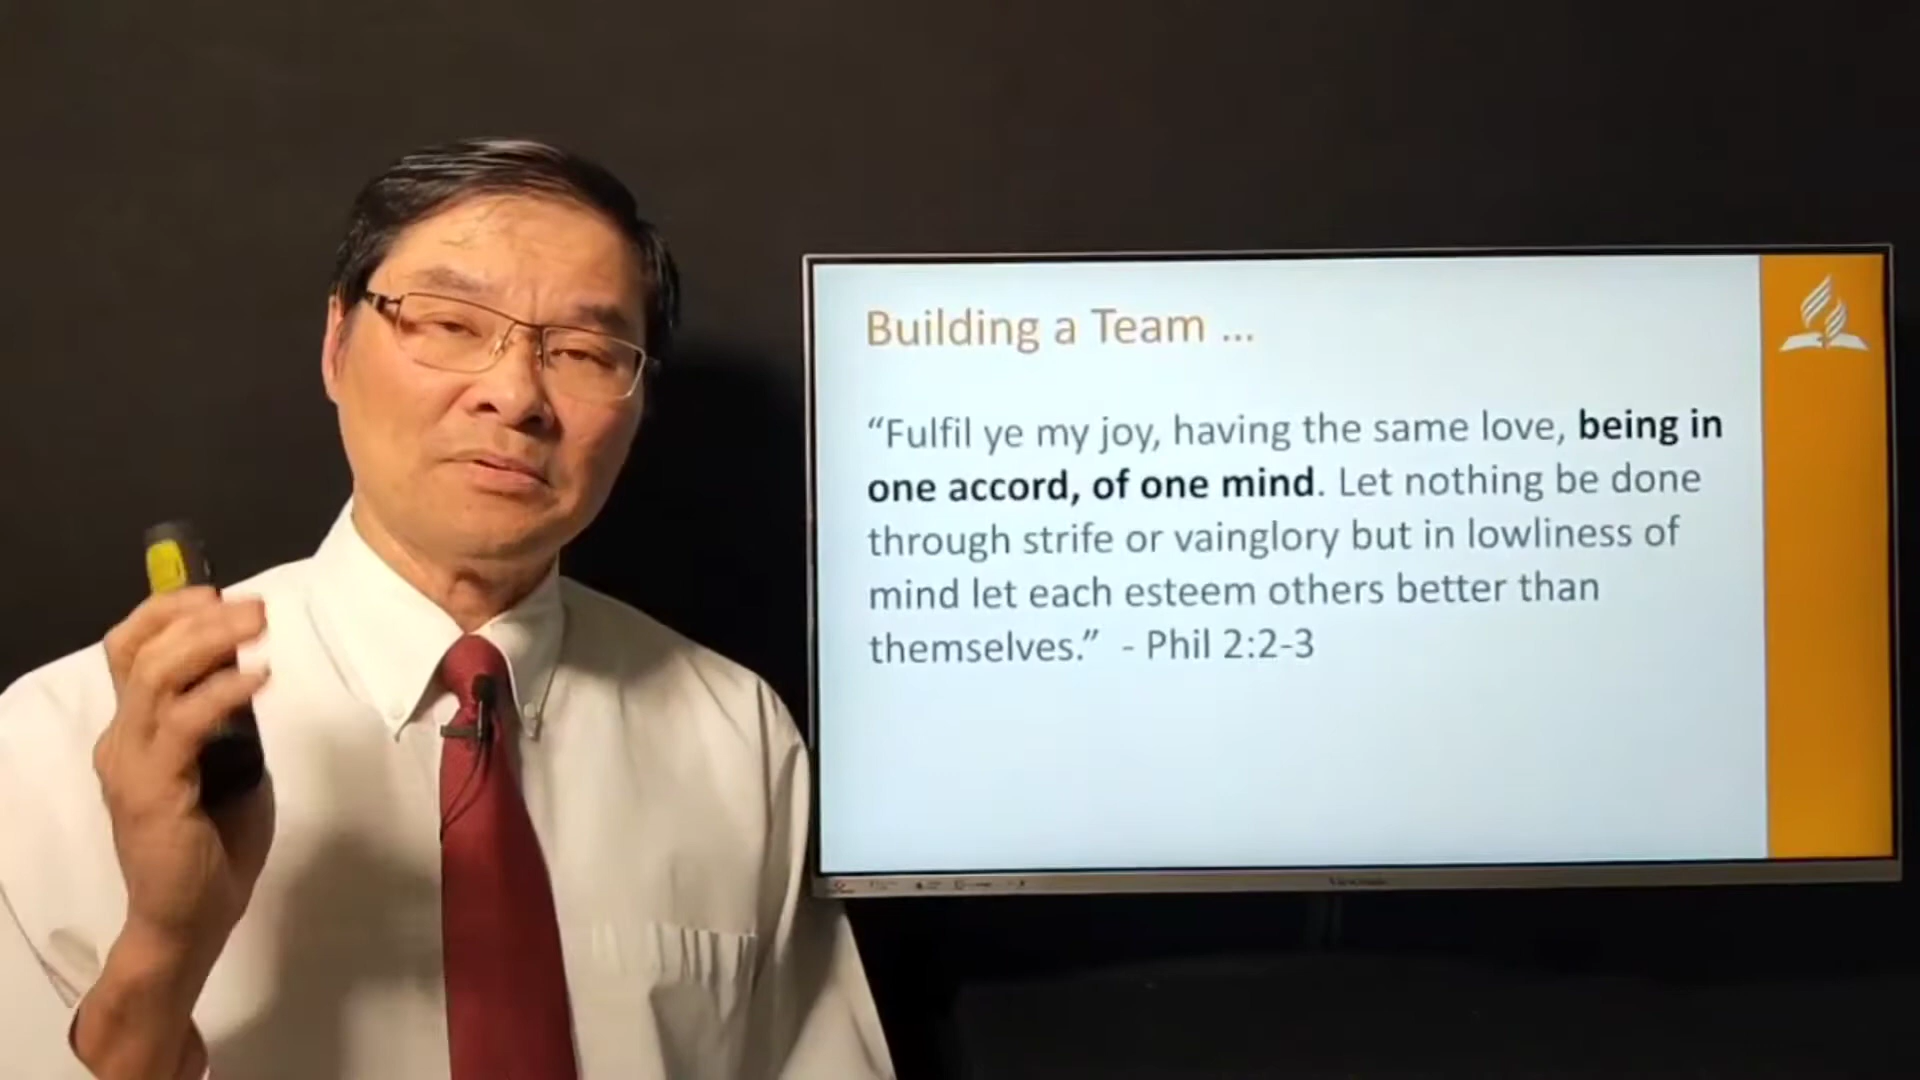 Building a Team ...
“Fulfil ye my joy, having the same love, being in
one accord, of one mind. Let nothing be done
through strife or vainglory but in lowliness of
mind let each esteem others better than
themselves.” - Phil 2:2-3